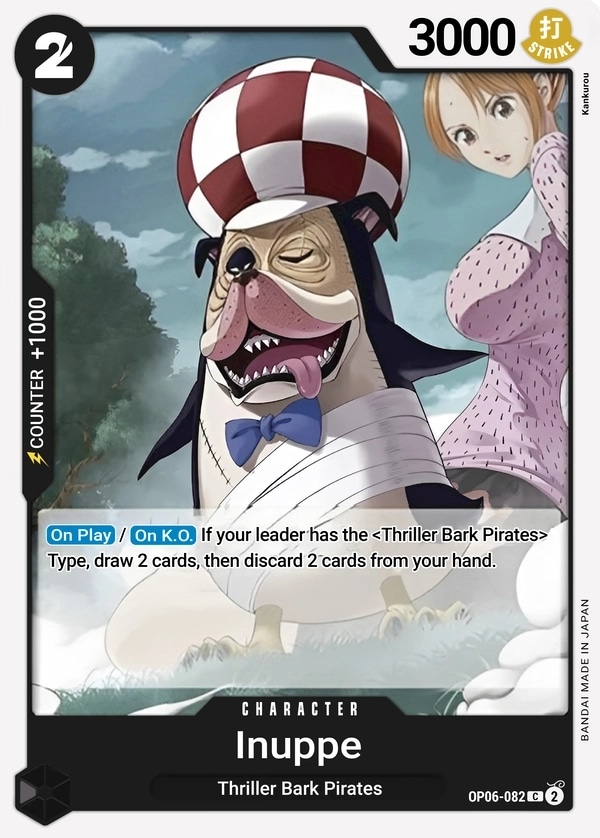 2
3000
打
STRIKE
Kankurou
COUNTER +1000
On Play / On K.O. If your leader has the <Thriller Bark Pirates>
Type, draw 2 cards, then discard 2 cards from your hand.
BANDAI MADE IN JAPAN
CHARACTER
Inuppe
Thriller Bark Pirates
OP06-082 C 2